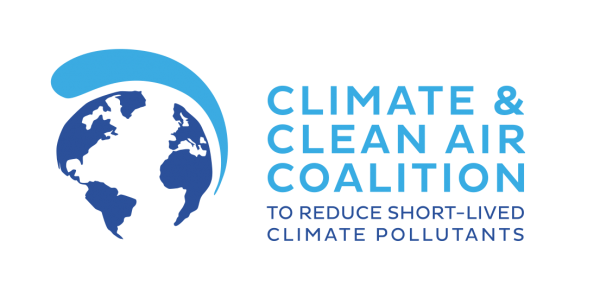 CLIMATE &
CLEAN AIR
COALITION
TO REDUCE SHORT-LIVED
CLIMATE POLLUTANTS